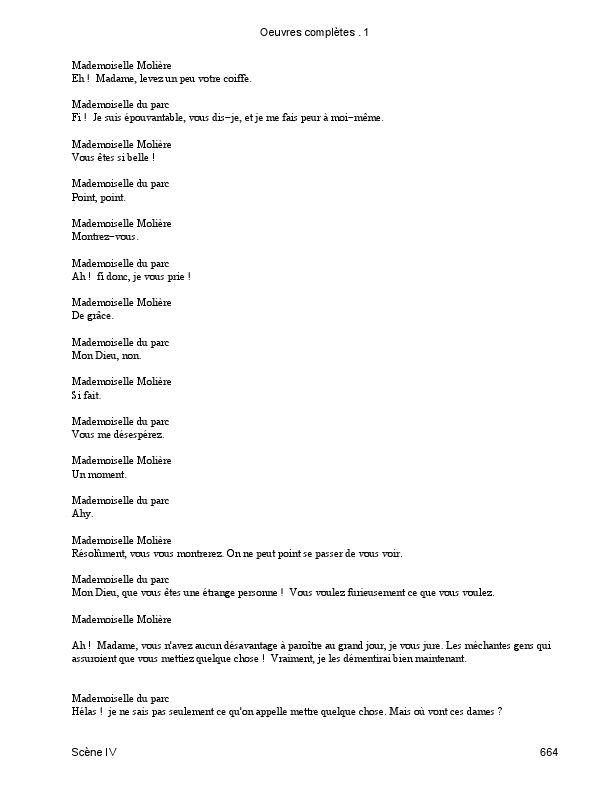 Oeuvres complètes . 1
Mademoiselle Molière
Eh ! Madame, levez un peu votre coiffe.
Mademoiselle du parc
Fi ! Je suis épouvantable, vous dis−je, et je me fais peur à moi−même.
Mademoiselle Molière
Vous êtes si belle !
Mademoiselle du parc
Point, point.
Mademoiselle Molière
Montrez−vous.
Mademoiselle du parc
Ah ! fi donc, je vous prie !
Mademoiselle Molière
De grâce.
Mademoiselle du parc
Mon Dieu, non.
Mademoiselle Molière
Si fait.
Mademoiselle du parc
Vous me désespérez.
Mademoiselle Molière
Un moment.
Mademoiselle du parc
Ahy.
Mademoiselle Molière
Résolûment, vous vous montrerez. On ne peut point se passer de vous voir.
Mademoiselle du parc
Mon Dieu, que vous êtes une étrange personne ! Vous voulez furieusement ce que vous voulez.
Mademoiselle Molière
Ah ! Madame, vous n'avez aucun désavantage à paroître au grand jour, je vous jure. Les méchantes gens qui
assuroient que vous mettiez quelque chose ! Vraiment, je les démentirai bien maintenant.
Mademoiselle du parc
Hélas ! je ne sais pas seulement ce qu'on appelle mettre quelque chose. Mais où vont ces dames ?
Scène IV 664